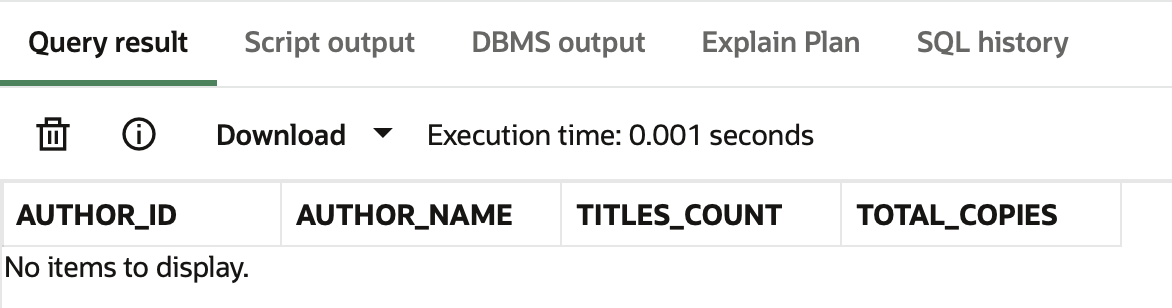 Query result Script output DBMS output Explain Plan SQL history
Download Execution time: 0.001 seconds
AUTHOR_ID AUTHOR_NAME TITLES_COUNT TOTAL_COPIES
No items to display.